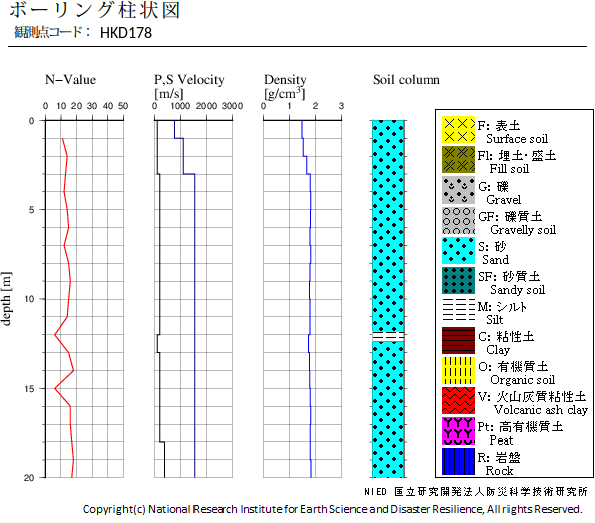 ボーリング柱状図
観測点コード： HKD178
N−Value P,S Velocity Density Soil column
[m/s] [g/cm3]
0 10 20 30 40 50 0 1000 2000 3000 0 1 2 3
0
5
10
15
20
depth [m]
F: 表土
Surface soil
Fl: 埋土・盛土
Fill soil
G: 礫
Gravel
GF: 礫質土
Gravelly soil
S: 砂
Sand
SF: 砂質土
Sandy soil
M: シルト
Silt
C: 粘性土
Clay
O: 有機質土
Organic soil
V: 火山灰質粘性土
Volcanic ash clay
Pt: 高有機質土
Peat
R: 岩盤
Rock
NIED 国立研究開発法人防災科学技術研究所
Copyright(c) National Research Institute for Earth Science and Disaster Resilience, All rights Reserved.